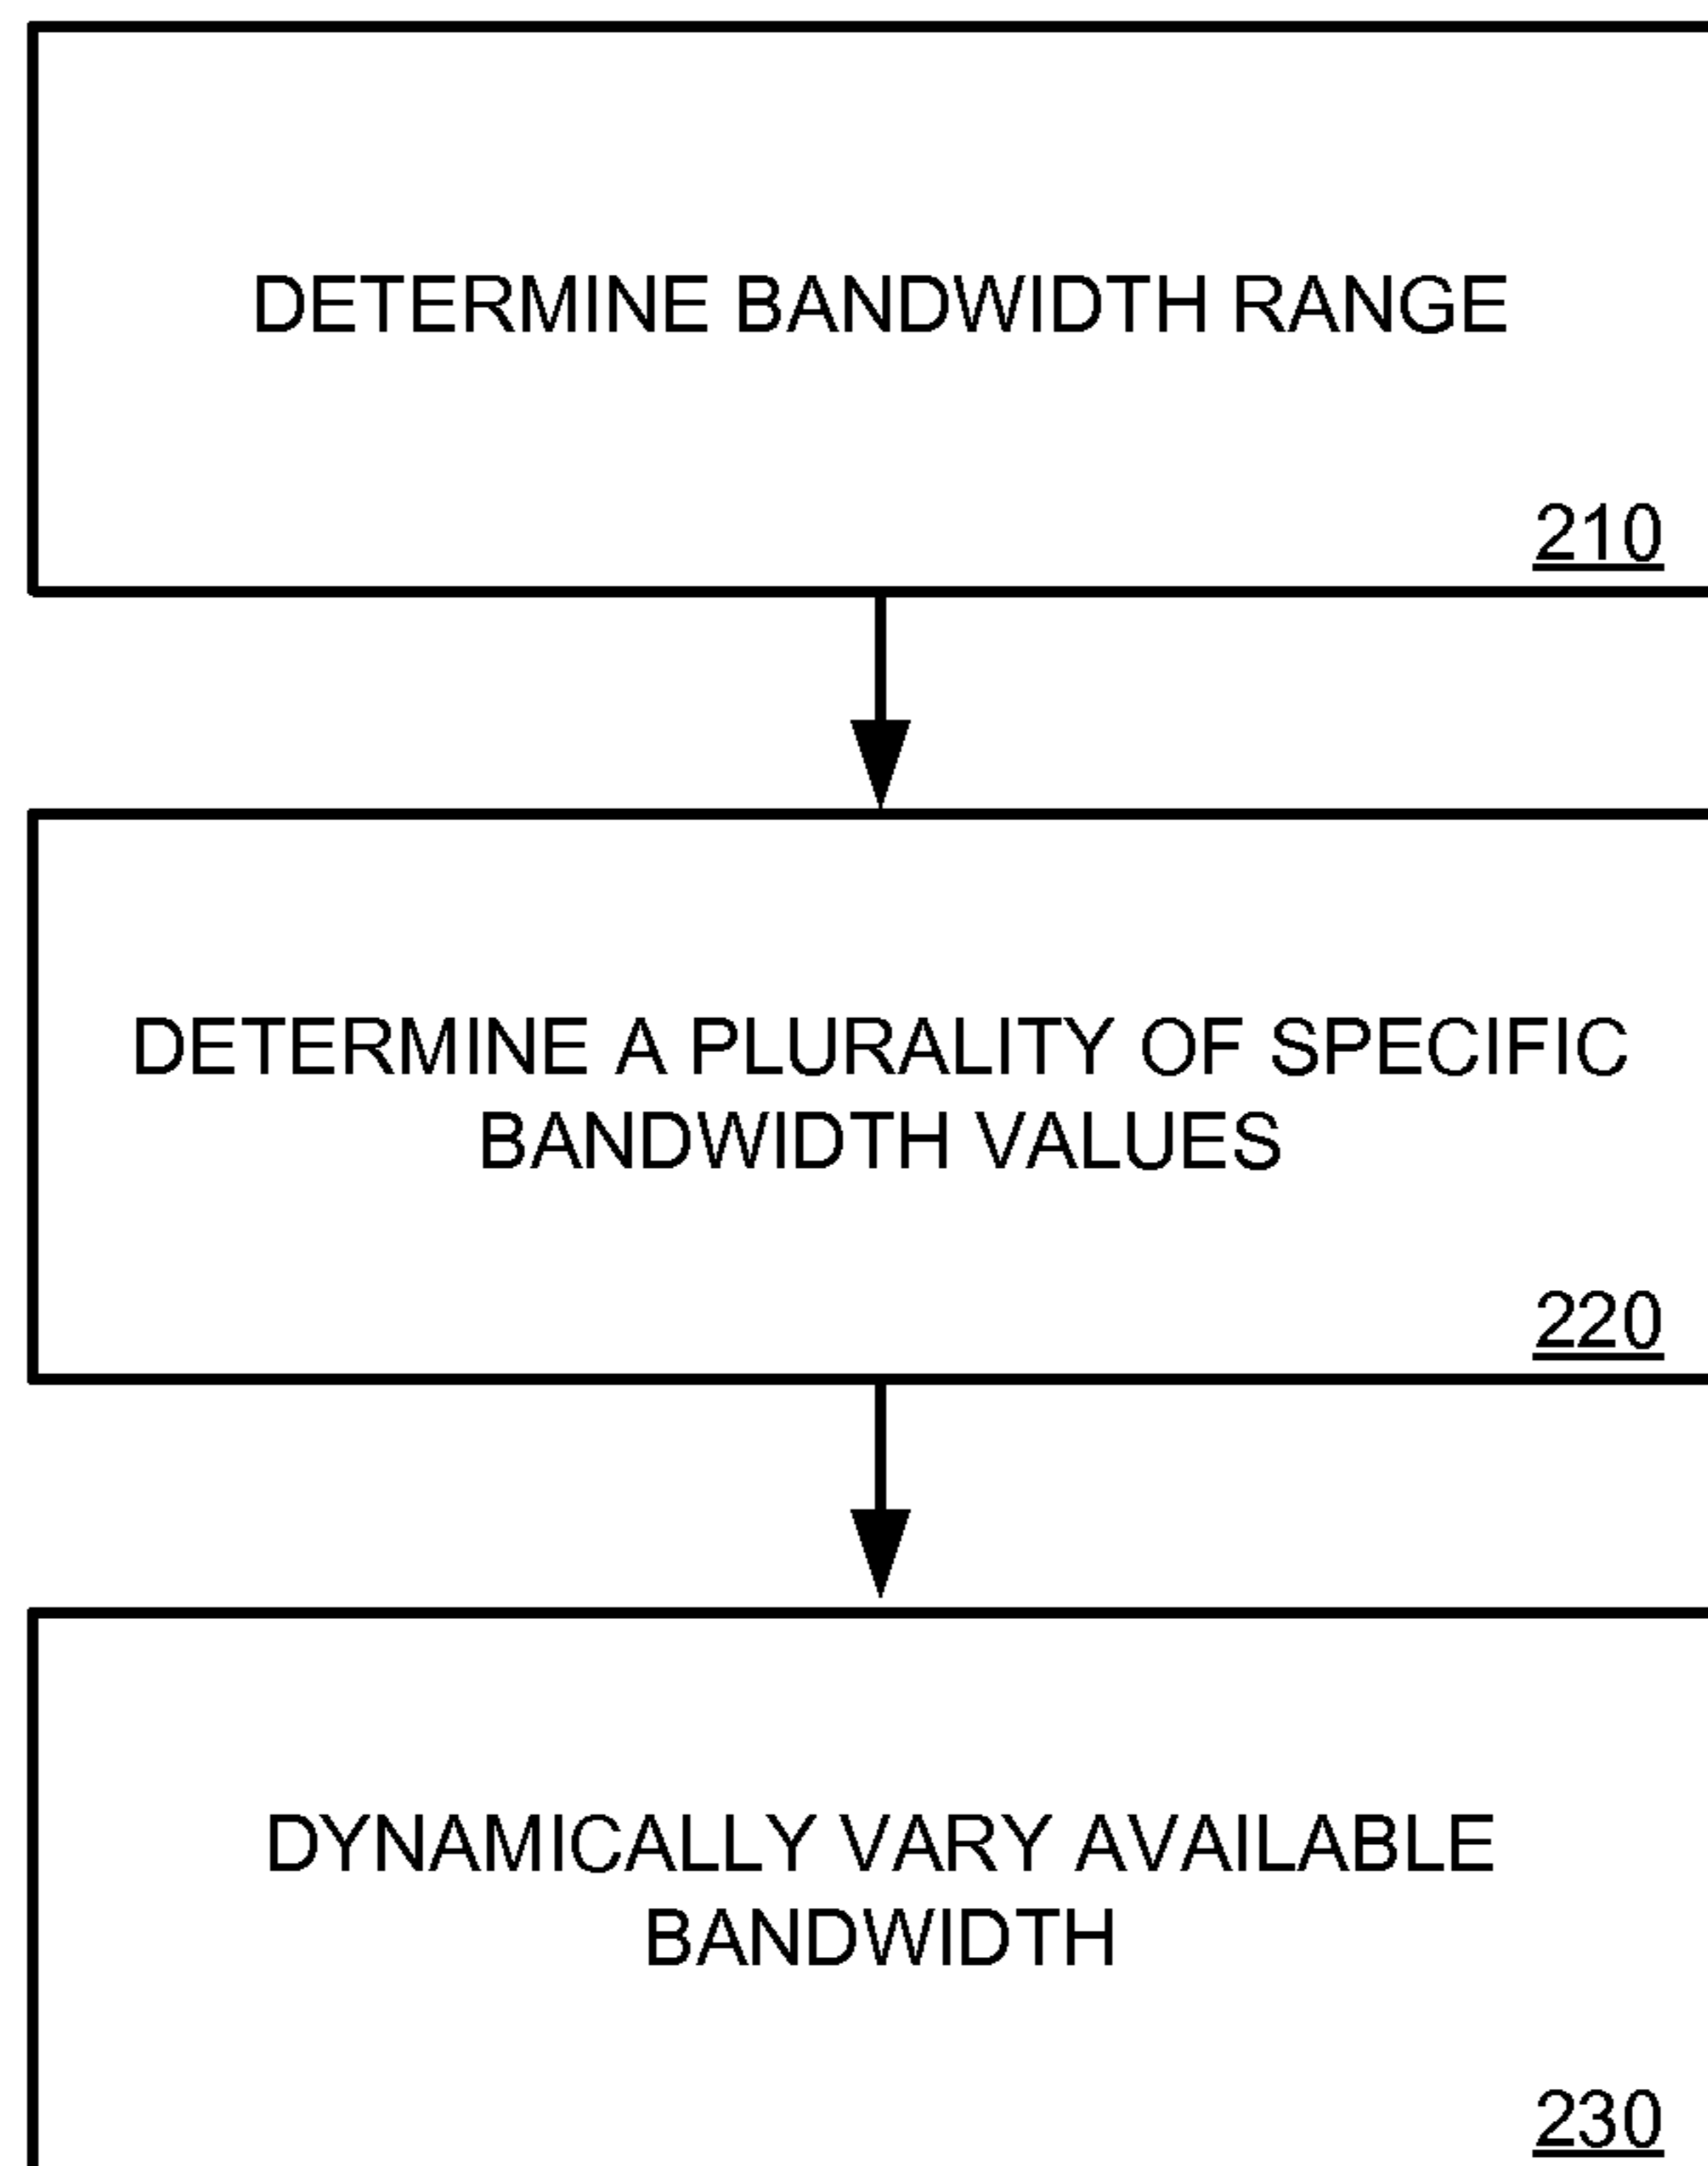 DETERMINE BANDWIDTH RANGE
210
DETERMINE A PLURALITY OF SPECIFIC
BANDWIDTH VALUES
220
DYNAMICALLY VARY AVAILABLE
BANDWIDTH
230